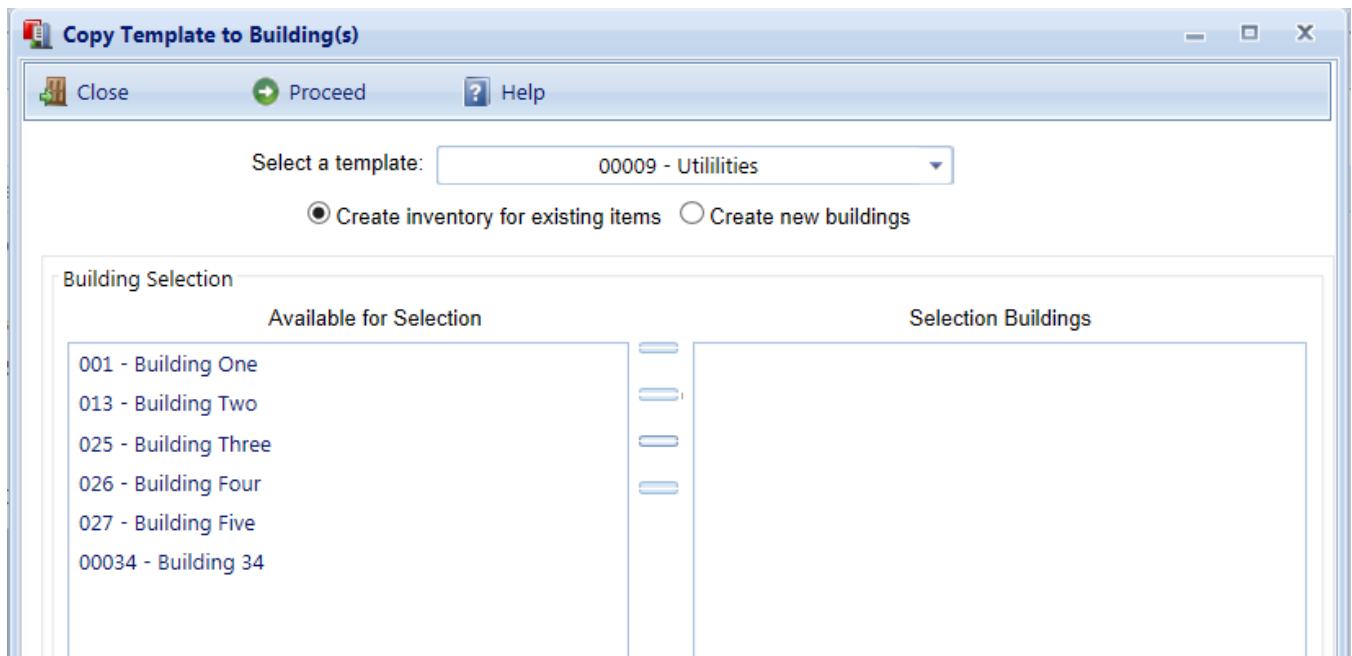 Copy Template to Building(s)
Close Proceed Help
Select a template: 00009 - Utililities
Create inventory for existing items Create new buildings
Building Selection
Available for Selection Selection Buildings
001 - Building One
013 - Building Two
025 - Building Three
026 - Building Four
027 - Building Five
00034 - Building 34